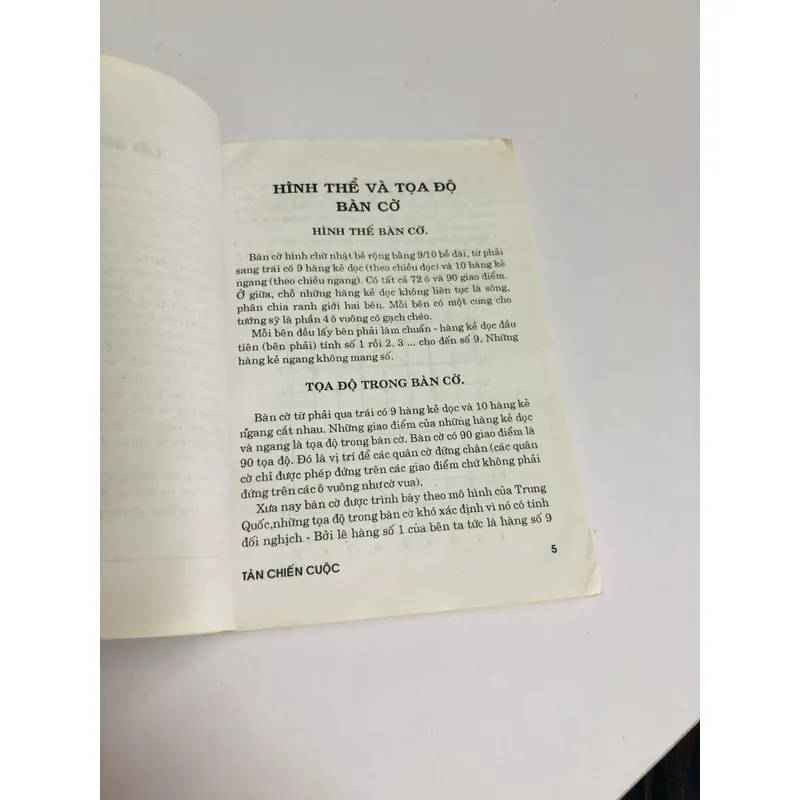 HÌNH THỂ VÀ TỌA ĐỘ
BÀN CỜ
HÌNH THỂ BÀN CỜ.
Bàn cờ hình chữ nhật bề rộng bằng 9/10 bề dài, từ phải
sang trái có 9 hàng kẻ dọc (theo chiều dọc) và 10 hàng kẻ
ngang (theo chiều ngang). Có tất cả 72 ô và 90 giao điểm.
Ở giữa, chỗ những hàng kẻ dọc không liên tục là sông,
phân chia ranh giới hai bên. Mỗi bên có một cung cho
tướng sỹ là phần 4 ô vuông có gạch chéo.
Mỗi bên đều lấy bên phải làm chuẩn - hàng kẻ dọc đầu
tiên (bên phải) tính số 1 rồi 2, 3 ... cho đến số 9. Những
hàng kẻ ngang không mang số.
TỌA ĐỘ TRONG BÀN CỜ.
Bàn cờ từ phải qua trái có 9 hàng kẻ dọc và 10 hàng kẻ
ngang cắt nhau. Những giao điểm của những hàng kẻ dọc
và ngang là tọa độ trong bàn cờ. Bàn cờ có 90 giao điểm là
90 tọa độ. Đó là vị trí để các quân cờ đứng chân (các quân
cờ chỉ được phép đứng trên các giao điểm chứ không phải
đứng trên các ô vuông như cờ vua).
Xưa nay bàn cờ được trình bày theo mô hình của Trung
Quốc,những tọa độ trong bàn cờ khó xác định vì nó có tính
đối nghịch - Bởi lẽ hàng số 1 của bên ta tức là hàng số 9
5
TÀN CHIẾN CUỘC